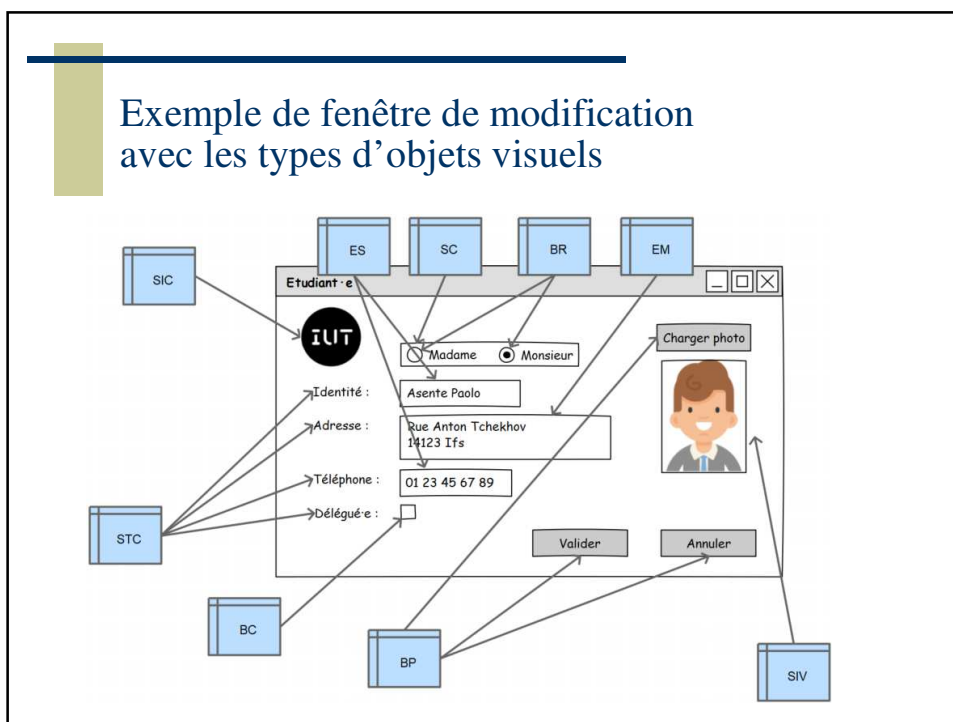 Exemple de fenêtre de modification
avec les types d'objets visuels
ES
SC
BR
EM
SIC
Etudiant·e
IUT
Charger photo
Madame
Monsieur
Identité :
Asente Paolo
Adresse :
Rue Anton Tchekhov
14123 Ifs
Téléphone :
01 23 45 67 89
Délégué·e :
STC
Valider
Annuler
BC
BP
SIV